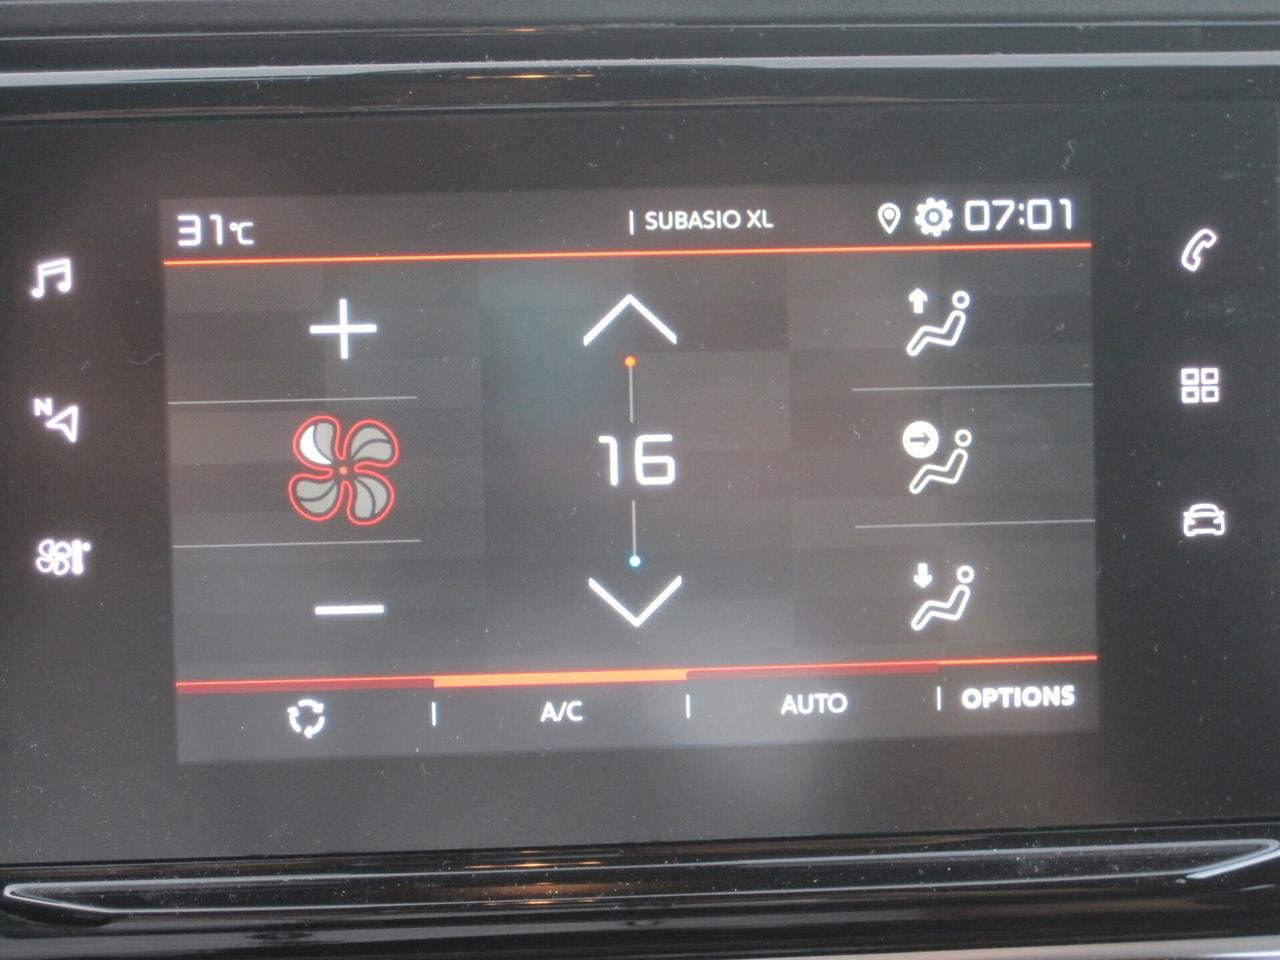 31°C
| SUBASIO XL
07:01
N
16
A/C
AUTO
OPTIONS